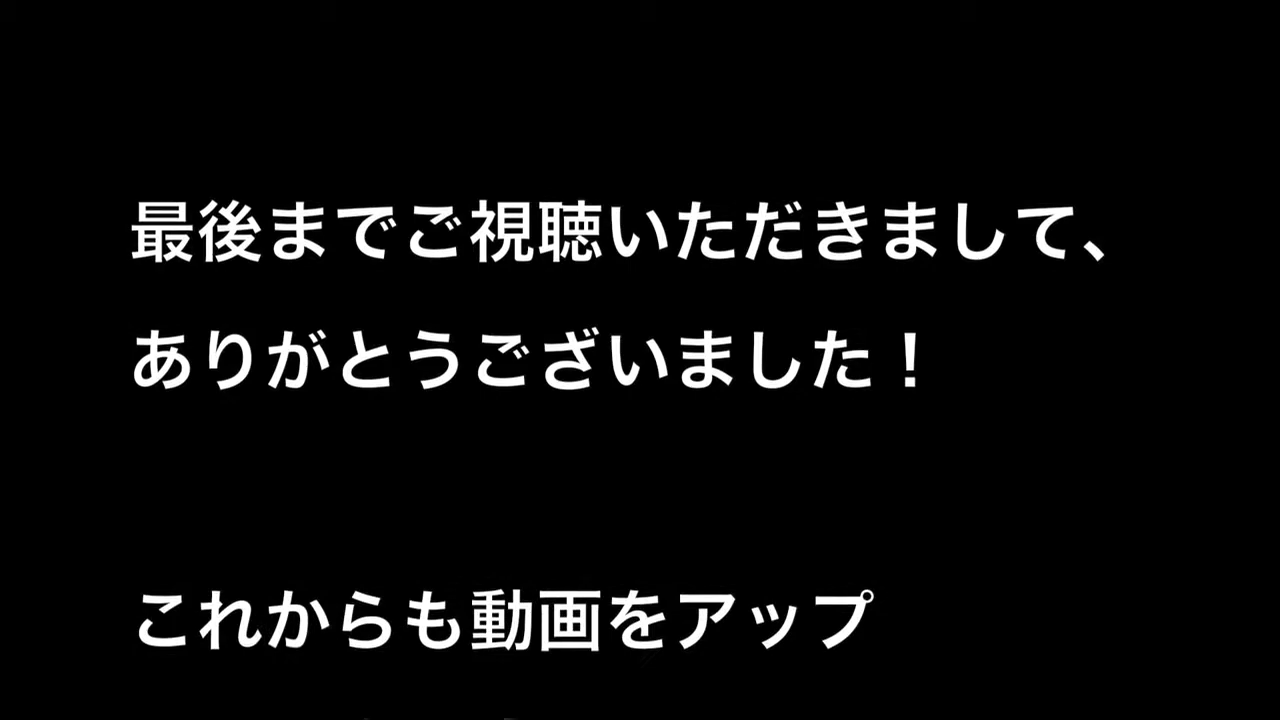 最後までご視聴いただきまして、
ありがとうございました！
これからも動画をアップ